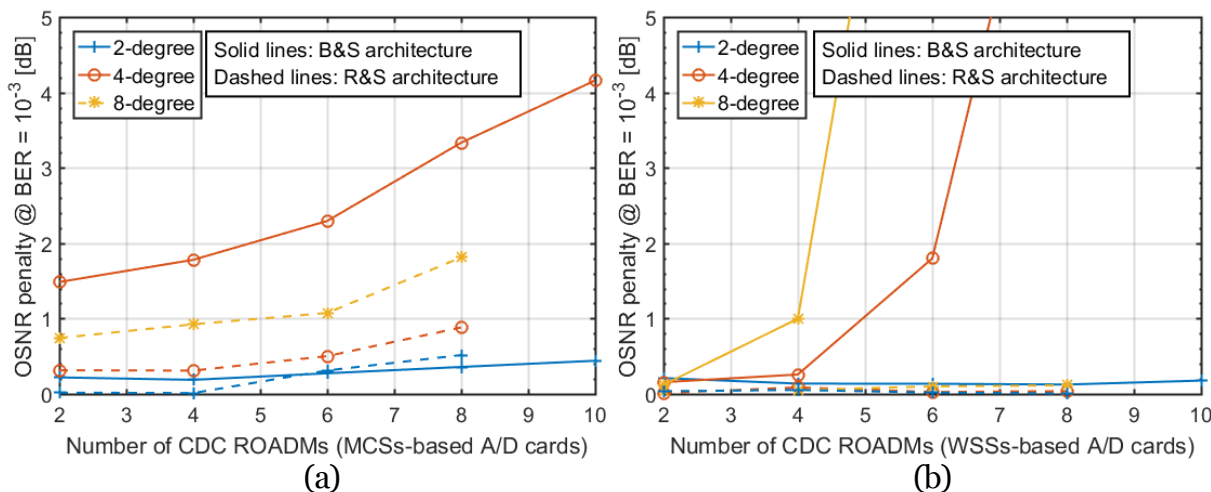 5
4
3
2
1
0
OSNR penalty @ BER = 10⁻³ [dB]
2-degree
4-degree
8-degree
Solid lines: B&S architecture
Dashed lines: R&S architecture
2 3 4 5 6 7 8 9 10
Number of CDC ROADMs (MCSs-based A/D cards)
(a)
5
4
3
2
1
0
OSNR penalty @ BER = 10⁻³ [dB]
2-degree
4-degree
8-degree
Solid lines: B&S architecture
Dashed lines: R&S architecture
2 3 4 5 6 7 8 9 10
Number of CDC ROADMs (WSSs-based A/D cards)
(b)